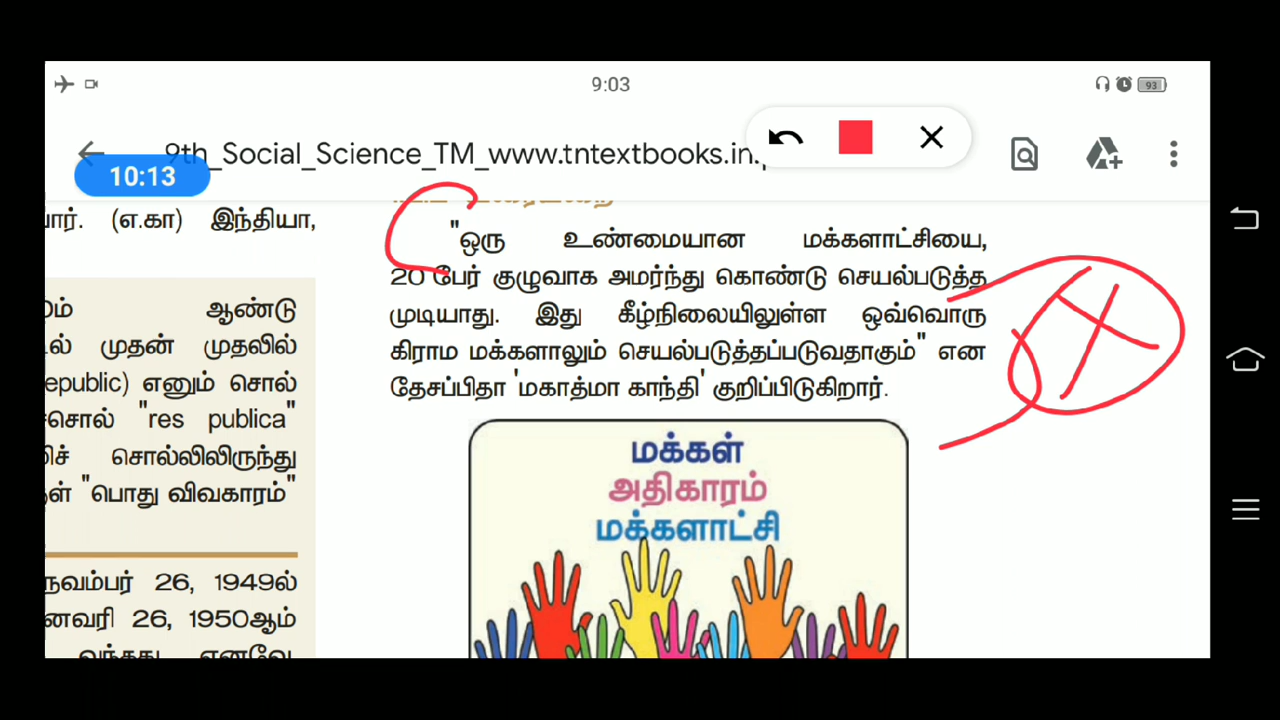 9:03
93
9th_Social_Science_TM_www.tntextbooks.in.
10:13
(எ.கா) இந்தியா,
ஆண்டு
முதன் முதலில்
எனும் சொல்
"res publica"
சொல்லிலிருந்து
"பொது விவகாரம்"
நவம்பர் 26, 1949ல்
26, 1950ஆம்
"ஒரு உண்மையான மக்களாட்சியை,
20 பேர் குழுவாக அமர்ந்து கொண்டு செயல்படுத்த
முடியாது. இது கீழ்நிலையிலுள்ள ஒவ்வொரு
கிராம மக்களாலும் செயல்படுத்தப்படுவதாகும்" என
தேசப்பிதா 'மகாத்மா காந்தி' குறிப்பிடுகிறார்.
மக்கள்
அதிகாரம்
மக்களாட்சி